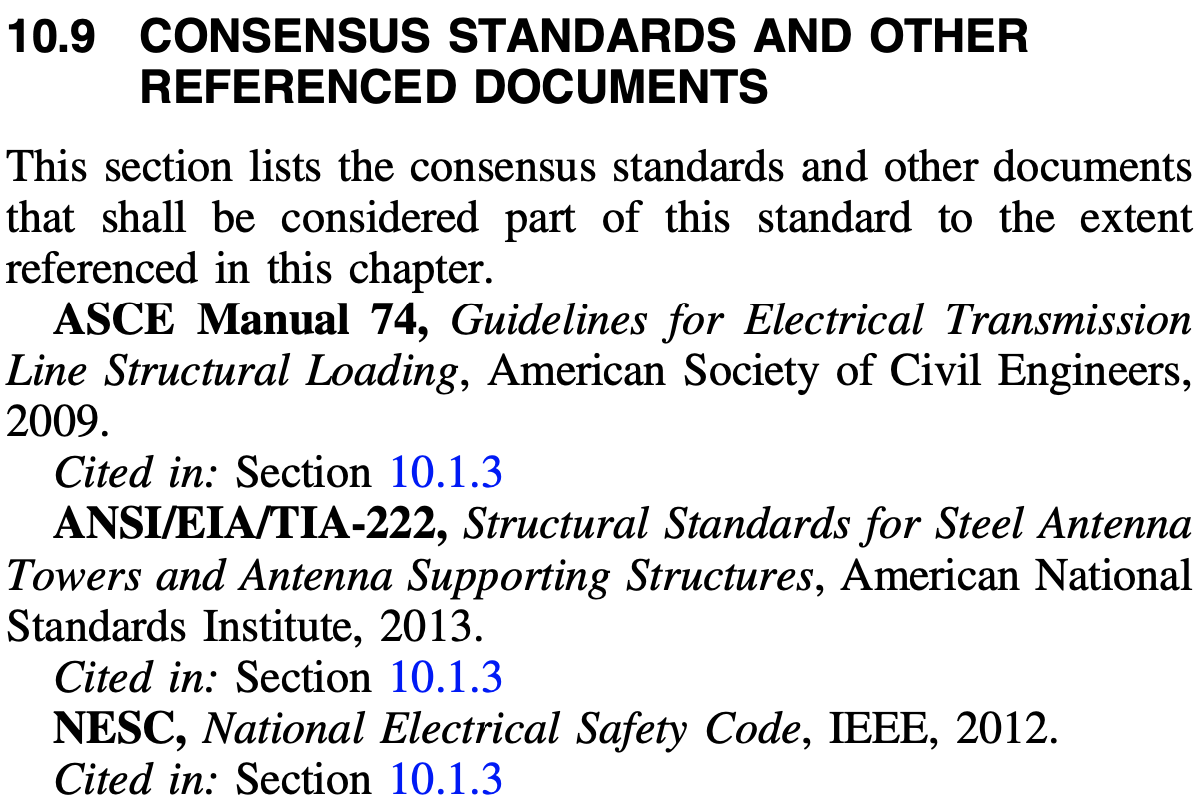 10.9 CONSENSUS STANDARDS AND OTHER
REFERENCED DOCUMENTS
This section lists the consensus standards and other documents
that shall be considered part of this standard to the extent
referenced in this chapter.
ASCE Manual 74, Guidelines for Electrical Transmission
Line Structural Loading, American Society of Civil Engineers,
2009.
Cited in: Section 10.1.3
ANSI/EIA/TIA-222, Structural Standards for Steel Antenna
Towers and Antenna Supporting Structures, American National
Standards Institute, 2013.
Cited in: Section 10.1.3
NESC, National Electrical Safety Code, IEEE, 2012.
Cited in: Section 10.1.3